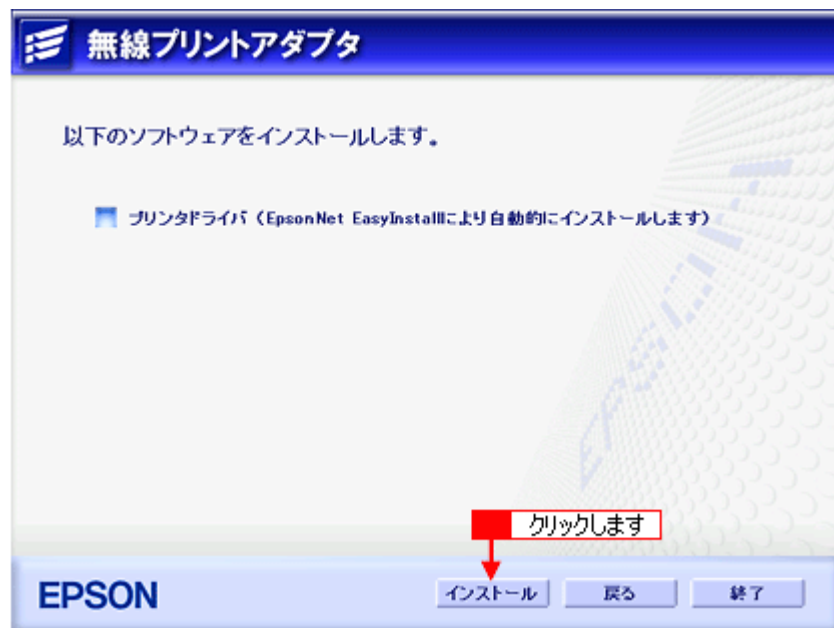 無線プリントアダプタ
以下のソフトウェアをインストールします。
プリンタドライバ（EpsonNet EasyInstallにより自動的にインストールします）
EPSON
クリックします
EPSON
インストール
戻る
終了